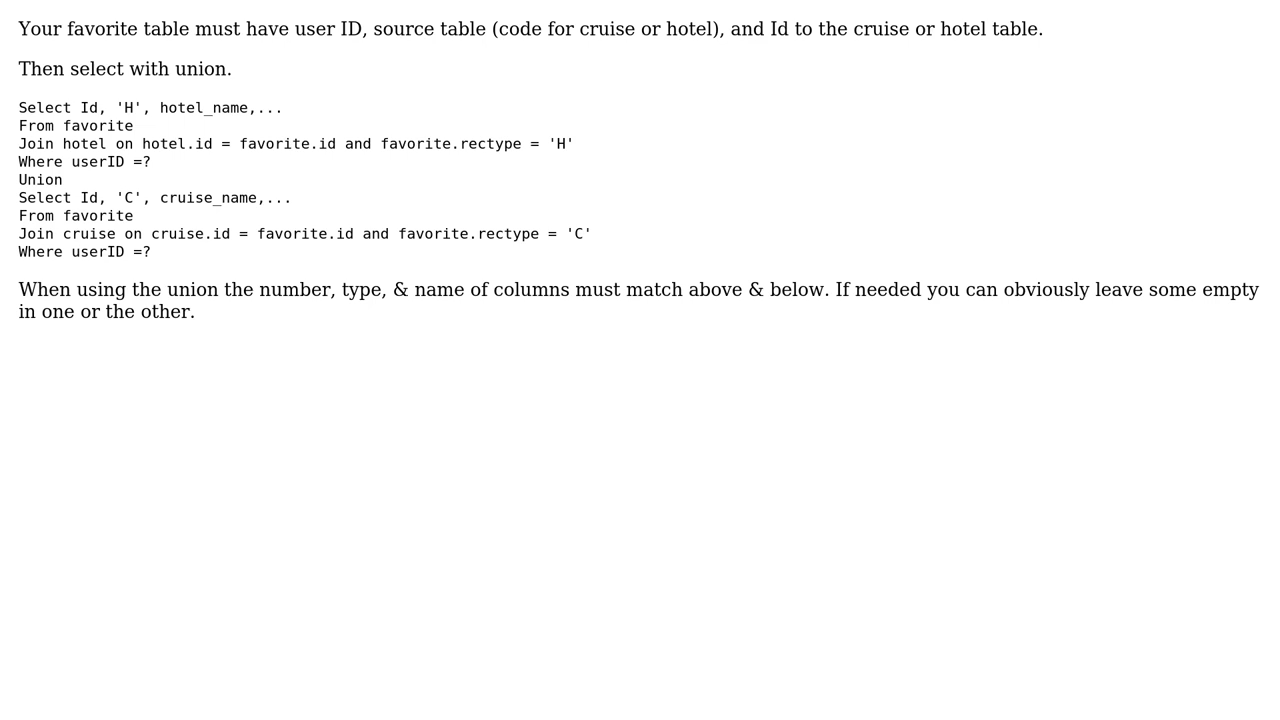 Your favorite table must have user ID, source table (code for cruise or hotel), and Id to the cruise or hotel table.
Then select with union.
Select Id, 'H', hotel_name,...
From favorite
Join hotel on hotel.id = favorite.id and favorite.rectype = 'H'
Where userID =?
Union
Select Id, 'C', cruise_name,...
From favorite
Join cruise on cruise.id = favorite.id and favorite.rectype = 'C'
Where userID =?
When using the union the number, type, & name of columns must match above & below. If needed you can obviously leave some empty
in one or the other.